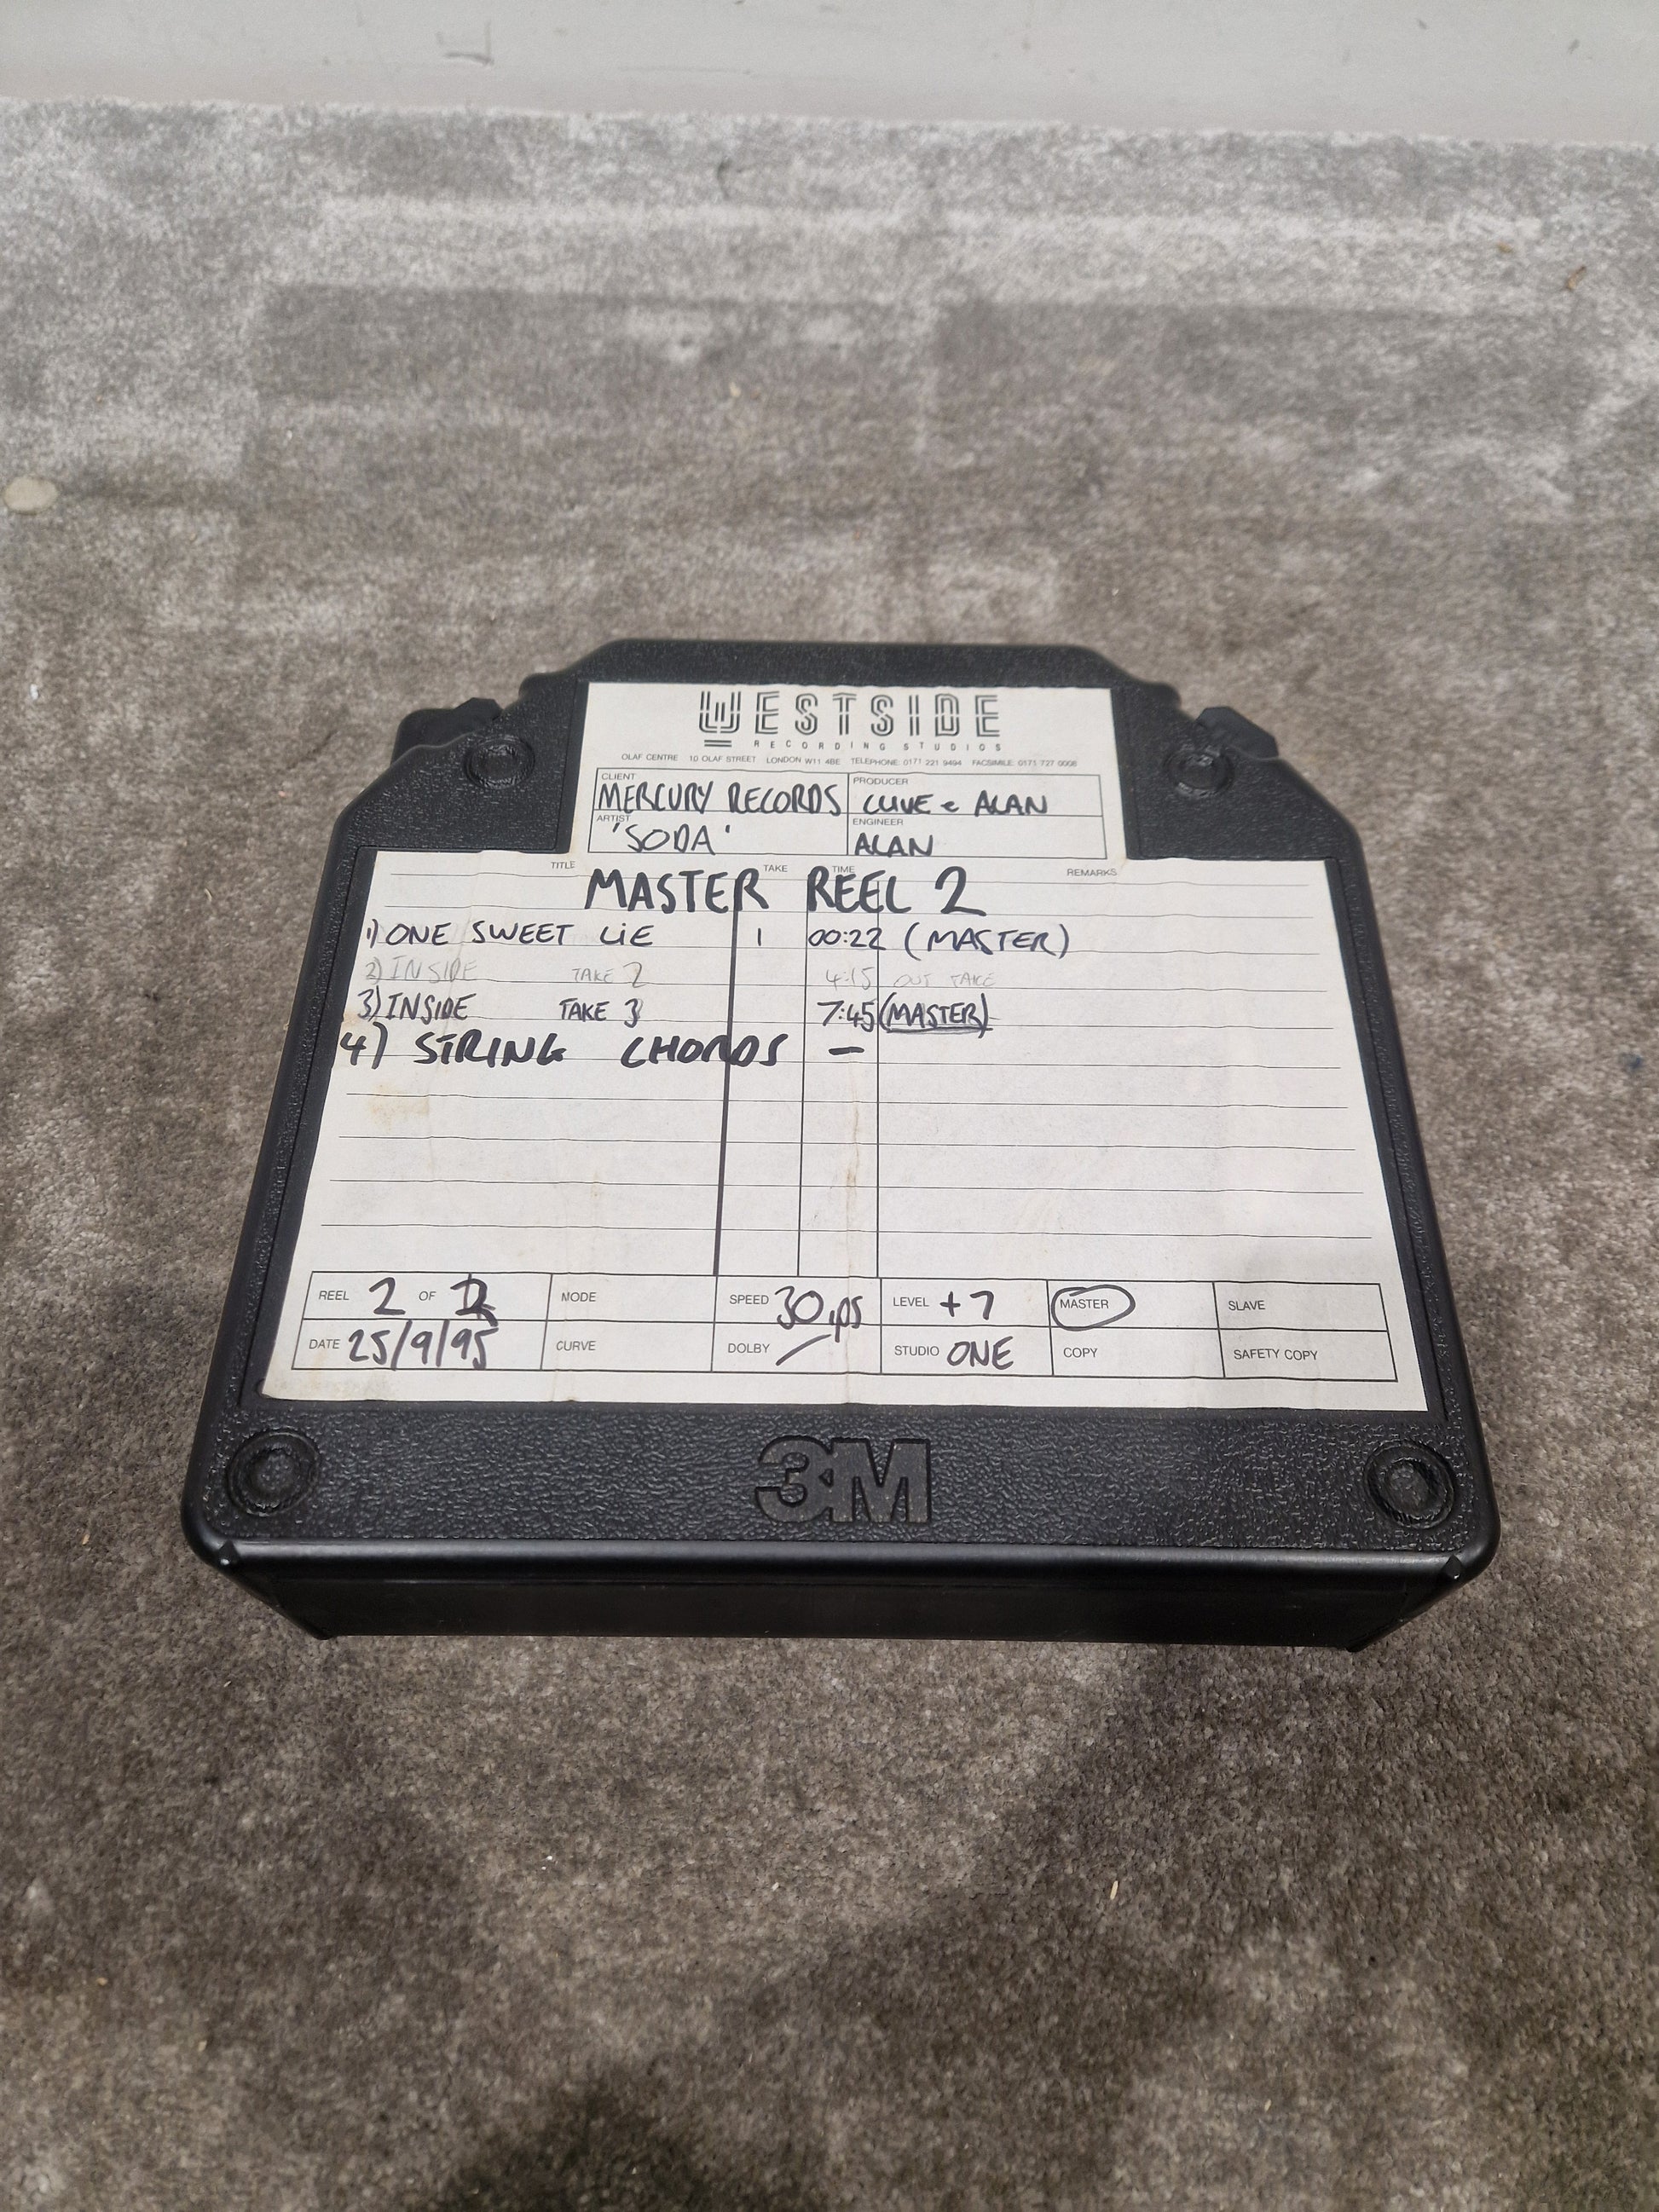 WESTSIDE
RECORDING STUDIOS
OLAF CENTRE 10 OLAF STREET LONDON W11 4BE TELEPHONE: 0171 221 9494 FACSIMILE: 0171 727 0008
CLIENT MERCURY RECORDS PRODUCER CLIVE & ALAN
ARTIST 'SODA' ENGINEER ALAN
TITLE TAKE TIME REMARKS
MASTER REEL 2
1) ONE SWEET LIE 1 00:22 (MASTER)
2) INSIDE TAKE 2 4:15 OUT TAKE
3) INSIDE TAKE 3 7:45 (MASTER)
4) STRING CHORDS —
REEL 2 OF MODE SPEED 30 ips LEVEL +7 MASTER SLAVE
DATE 25/9/95 CURVE DOLBY / STUDIO ONE COPY SAFETY COPY
3M